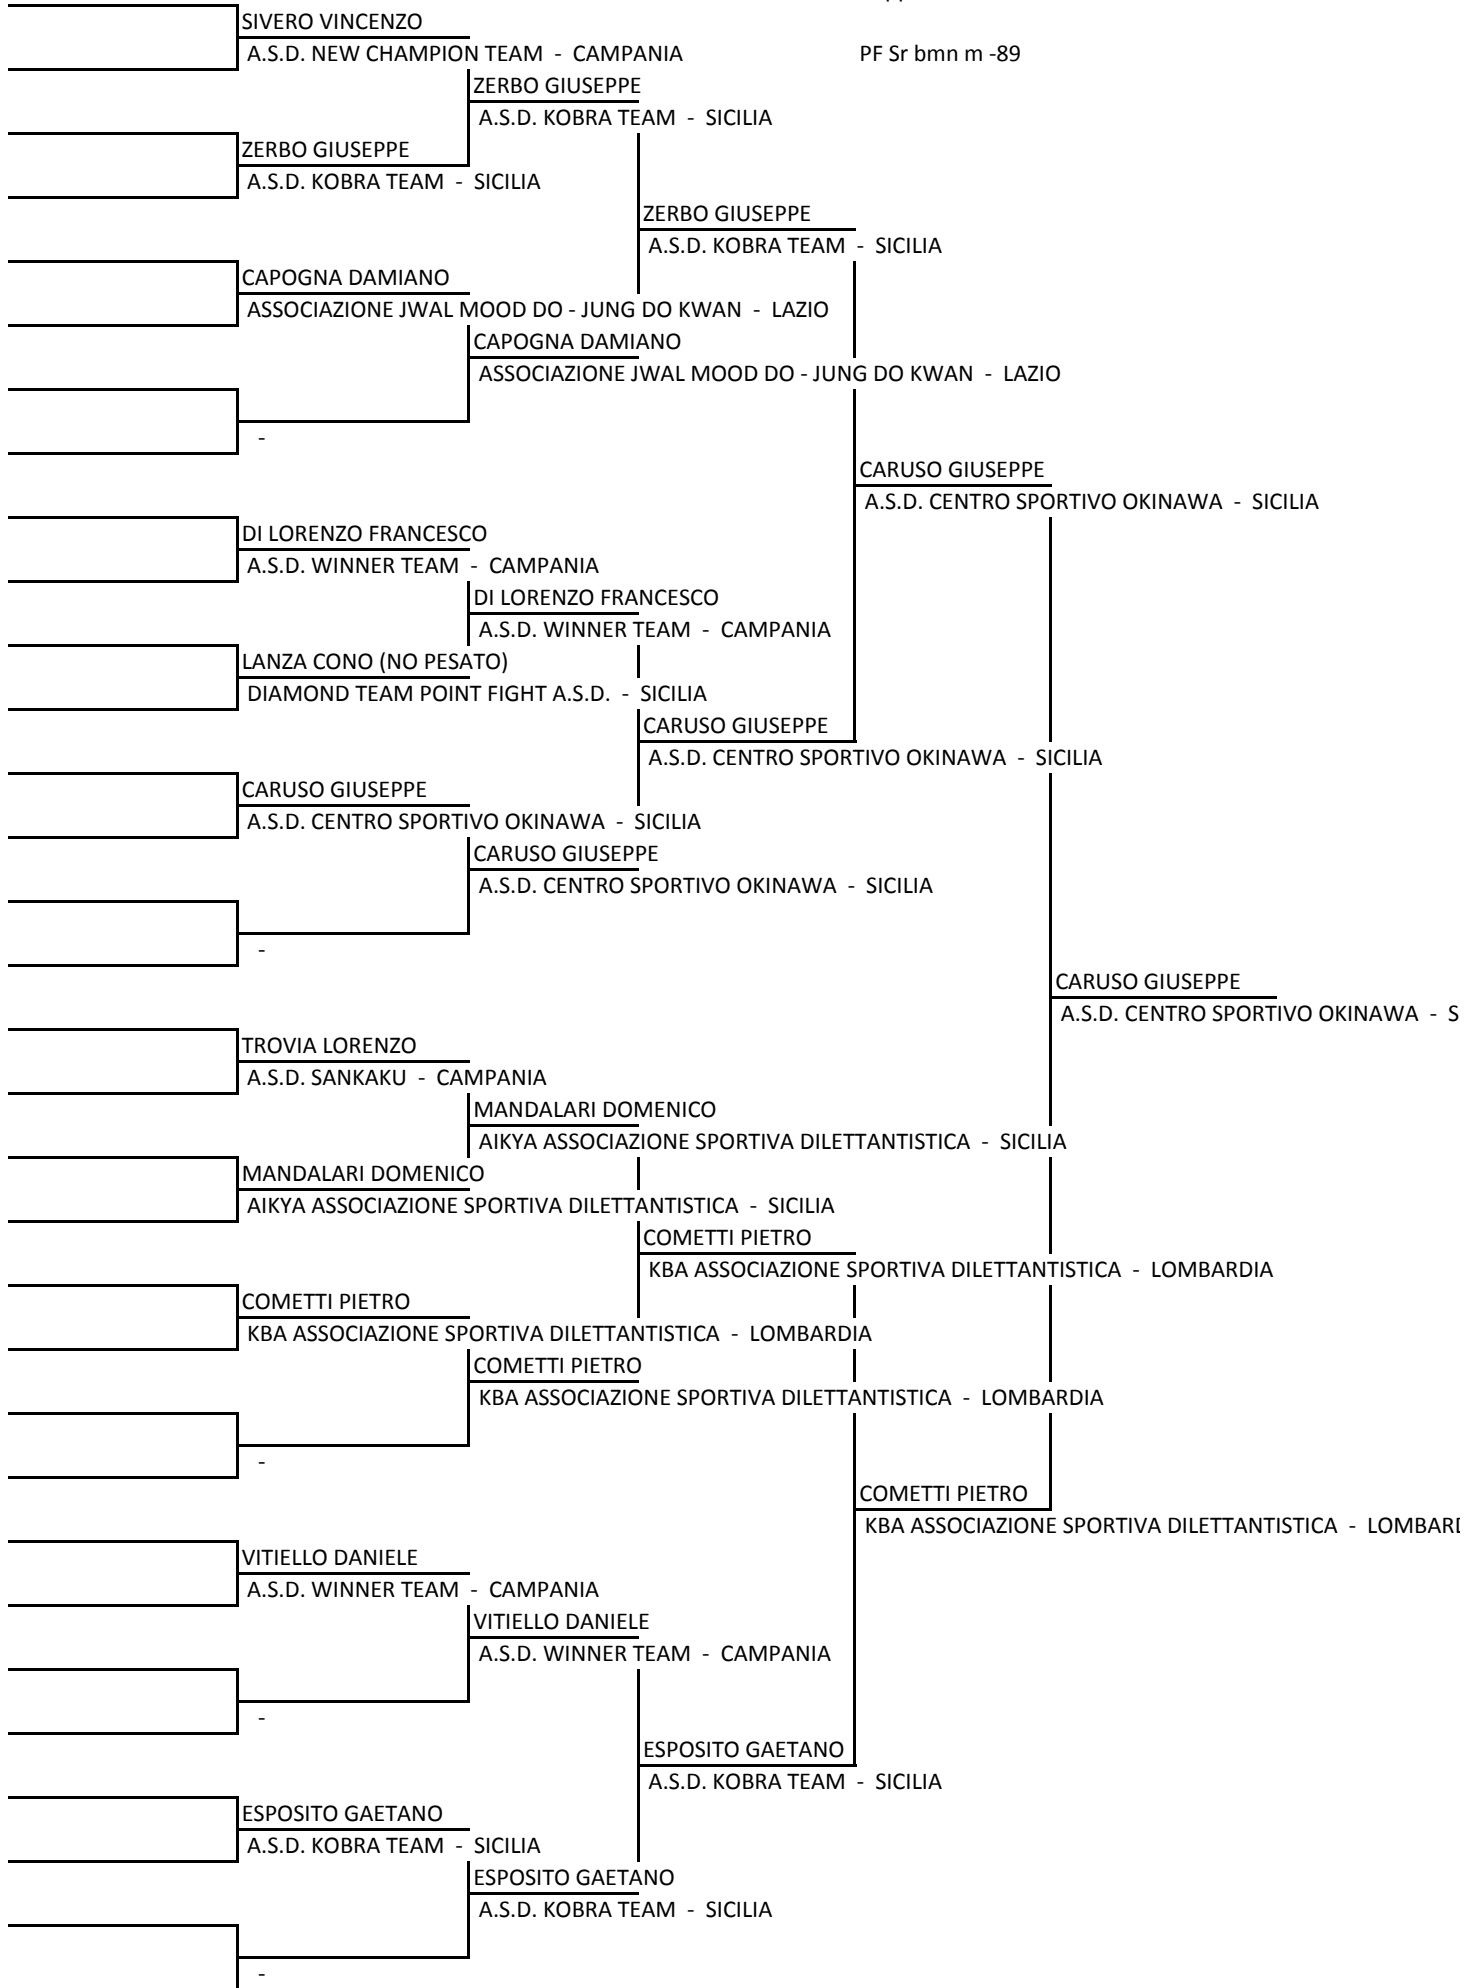 SIVERO VINCENZO
A.S.D. NEW CHAMPION TEAM - CAMPANIA
PF Sr bmn m -89
ZERBO GIUSEPPE
A.S.D. KOBRA TEAM - SICILIA
ZERBO GIUSEPPE
A.S.D. KOBRA TEAM - SICILIA
ZERBO GIUSEPPE
A.S.D. KOBRA TEAM - SICILIA
CAPOGNA DAMIANO
ASSOCIAZIONE JWAL MOOD DO - JUNG DO KWAN - LAZIO
CAPOGNA DAMIANO
ASSOCIAZIONE JWAL MOOD DO - JUNG DO KWAN - LAZIO
-
CARUSO GIUSEPPE
A.S.D. CENTRO SPORTIVO OKINAWA - SICILIA
DI LORENZO FRANCESCO
A.S.D. WINNER TEAM - CAMPANIA
DI LORENZO FRANCESCO
A.S.D. WINNER TEAM - CAMPANIA
LANZA CONO (NO PESATO)
DIAMOND TEAM POINT FIGHT A.S.D. - SICILIA
CARUSO GIUSEPPE
A.S.D. CENTRO SPORTIVO OKINAWA - SICILIA
CARUSO GIUSEPPE
A.S.D. CENTRO SPORTIVO OKINAWA - SICILIA
CARUSO GIUSEPPE
A.S.D. CENTRO SPORTIVO OKINAWA - SICILIA
-
CARUSO GIUSEPPE
A.S.D. CENTRO SPORTIVO OKINAWA - S
TROVIA LORENZO
A.S.D. SANKAKU - CAMPANIA
MANDALARI DOMENICO
AIKYA ASSOCIAZIONE SPORTIVA DILETTANTISTICA - SICILIA
MANDALARI DOMENICO
AIKYA ASSOCIAZIONE SPORTIVA DILETTANTISTICA - SICILIA
COMETTI PIETRO
KBA ASSOCIAZIONE SPORTIVA DILETTANTISTICA - LOMBARDIA
COMETTI PIETRO
KBA ASSOCIAZIONE SPORTIVA DILETTANTISTICA - LOMBARDIA
COMETTI PIETRO
KBA ASSOCIAZIONE SPORTIVA DILETTANTISTICA - LOMBARDIA
-
COMETTI PIETRO
KBA ASSOCIAZIONE SPORTIVA DILETTANTISTICA - LOMBARD
VITIELLO DANIELE
A.S.D. WINNER TEAM - CAMPANIA
VITIELLO DANIELE
A.S.D. WINNER TEAM - CAMPANIA
-
ESPOSITO GAETANO
A.S.D. KOBRA TEAM - SICILIA
ESPOSITO GAETANO
A.S.D. KOBRA TEAM - SICILIA
ESPOSITO GAETANO
A.S.D. KOBRA TEAM - SICILIA
-